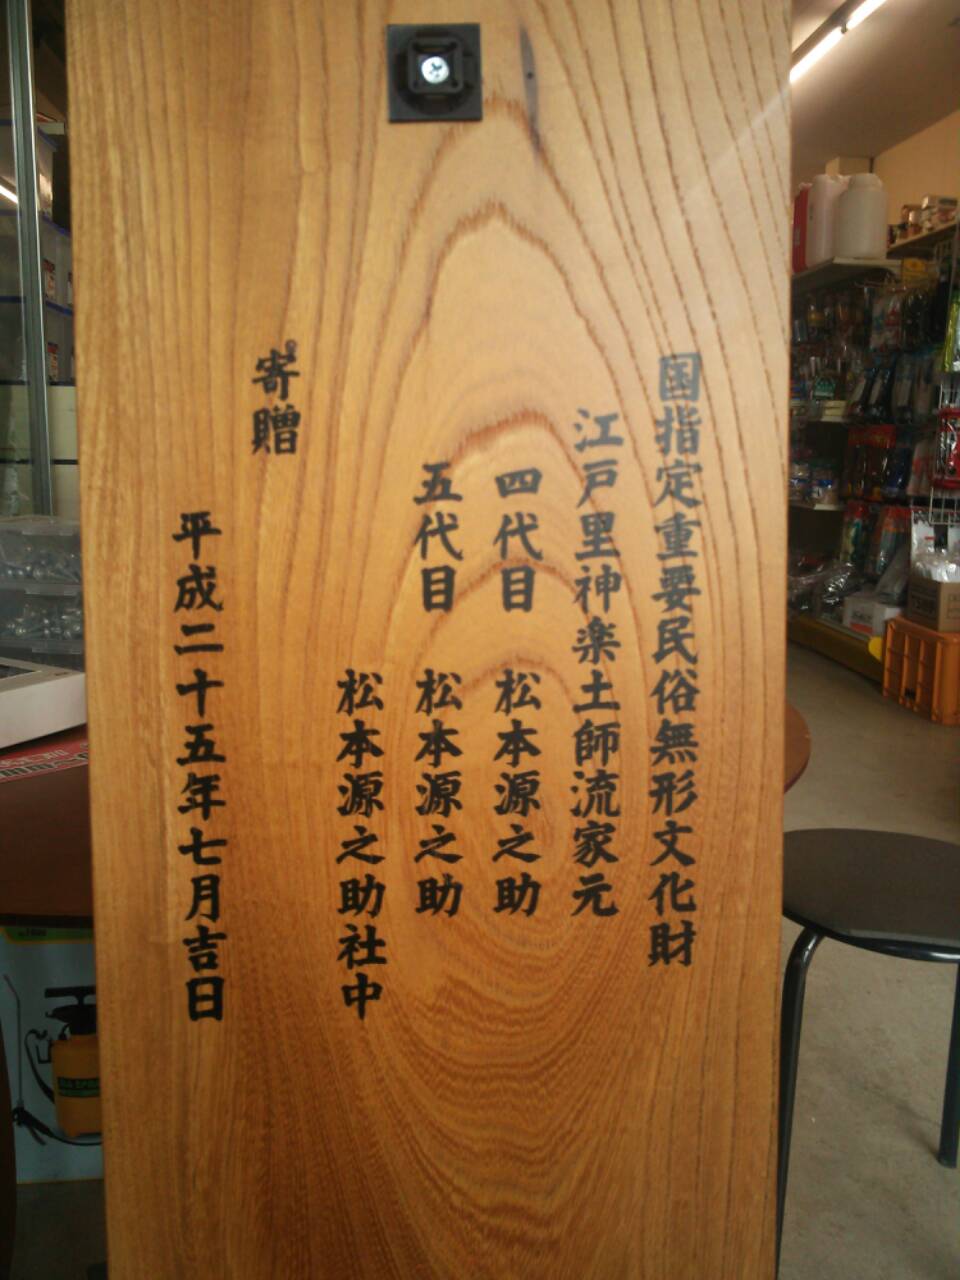 国指定重要民俗無形文化財
江戸里神楽土師流家元
四代目 松本源之助
五代目 松本源之助
松本源之助社中
寄贈
平成二十五年七月吉日